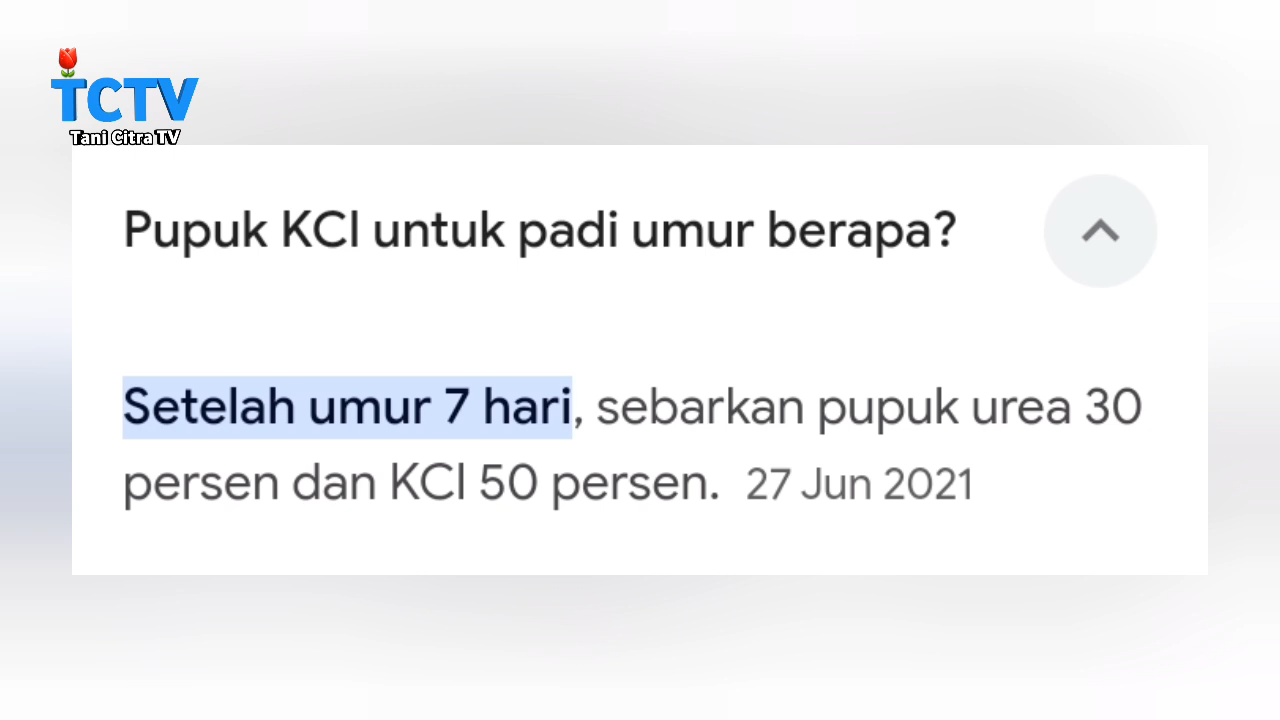 TCTV
Tani Citra TV
Pupuk KCl untuk padi umur berapa?
Setelah umur 7 hari, sebarkan pupuk urea 30
persen dan KCl 50 persen. 27 Jun 2021